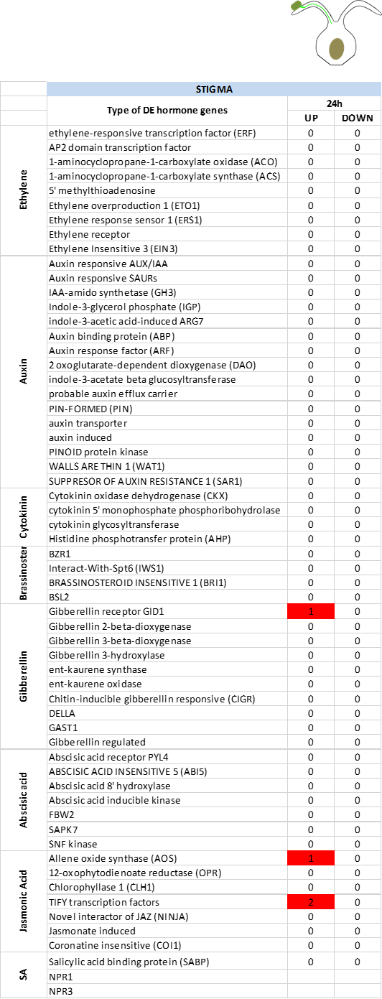 STIGMA
Type of DE hormone genes 24h
UP DOWN
Ethylene
ethylene-responsive transcription factor (ERF) 0 0
AP2 domain transcription factor 0 0
1-aminocyclopropane-1-carboxylate oxidase (ACO) 0 0
1-aminocyclopropane-1-carboxylate synthase (ACS) 0 0
5' methylthioadenosine 0 0
Ethylene overproduction 1 (ETO1) 0 0
Ethylene response sensor 1 (ERS1) 0 0
Ethylene receptor 0 0
Ethylene Insensitive 3 (EIN3) 0 0
Auxin
Auxin responsive AUX/IAA 0 0
Auxin responsive SAURs 0 0
IAA-amido synthetase (GH3) 0 0
Indole-3-glycerol phosphate (IGP) 0 0
indole-3-acetic acid-induced ARG7 0 0
Auxin binding protein (ABP) 0 0
Auxin response factor (ARF) 0 0
2 oxoglutarate-dependent dioxygenase (DAO) 0 0
indole-3-acetate beta glucosyltransferase 0 0
probable auxin efflux carrier 0 0
PIN-FORMED (PIN) 0 0
auxin transporter 0 0
auxin induced 0 0
PINOID protein kinase 0 0
WALLS ARE THIN 1 (WAT1) 0 0
SUPPRESOR OF AUXIN RESISTANCE 1 (SAR1) 0 0
Cytokinin
Cytokinin oxidase dehydrogenase (CKX) 0 0
cytokinin 5' monophosphate phosphoribohydrolase 0 0
cytokinin glycosyltransferase 0 0
Histidine phosphotransfer protein (AHP) 0 0
Brassinoster
BZR1 0 0
Interact-With-Spt6 (IWS1) 0 0
BRASSINOSTEROID INSENSITIVE 1 (BRI1) 0 0
BSL2 0 0
Gibberellin
Gibberellin receptor GID1 1 0
Gibberellin 2-beta-dioxygenase 0 0
Gibberellin 3-beta-dioxygenase 0 0
Gibberellin 3-hydroxylase 0 0
ent-kaurene synthase 0 0
ent-kaurene oxidase 0 0
Chitin-inducible gibberellin responsive (CIGR) 0 0
DELLA 0 0
GAST1 0 0
Gibberellin regulated 0 0
Abscisic acid
Abscisic acid receptor PYL4 0 0
ABSCISIC ACID INSENSITIVE 5 (ABI5) 0 0
Abscisic acid 8' hydroxylase 0 0
Abscisic acid inducible kinase 0 0
FBW2 0 0
SAPK7 0 0
SNF kinase 0 0
Jasmonic Acid
Allene oxide synthase (AOS) 1 0
12-oxophytodienoate reductase (OPR) 0 0
Chlorophyllase 1 (CLH1) 0 0
TIFY transcription factors 2 0
Novel interactor of JAZ (NINJA) 0 0
Jasmonate induced 0 0
Coronatine insensitive (COI1) 0 0
SA
Salicylic acid binding protein (SABP) 0 0
NPR1
NPR3